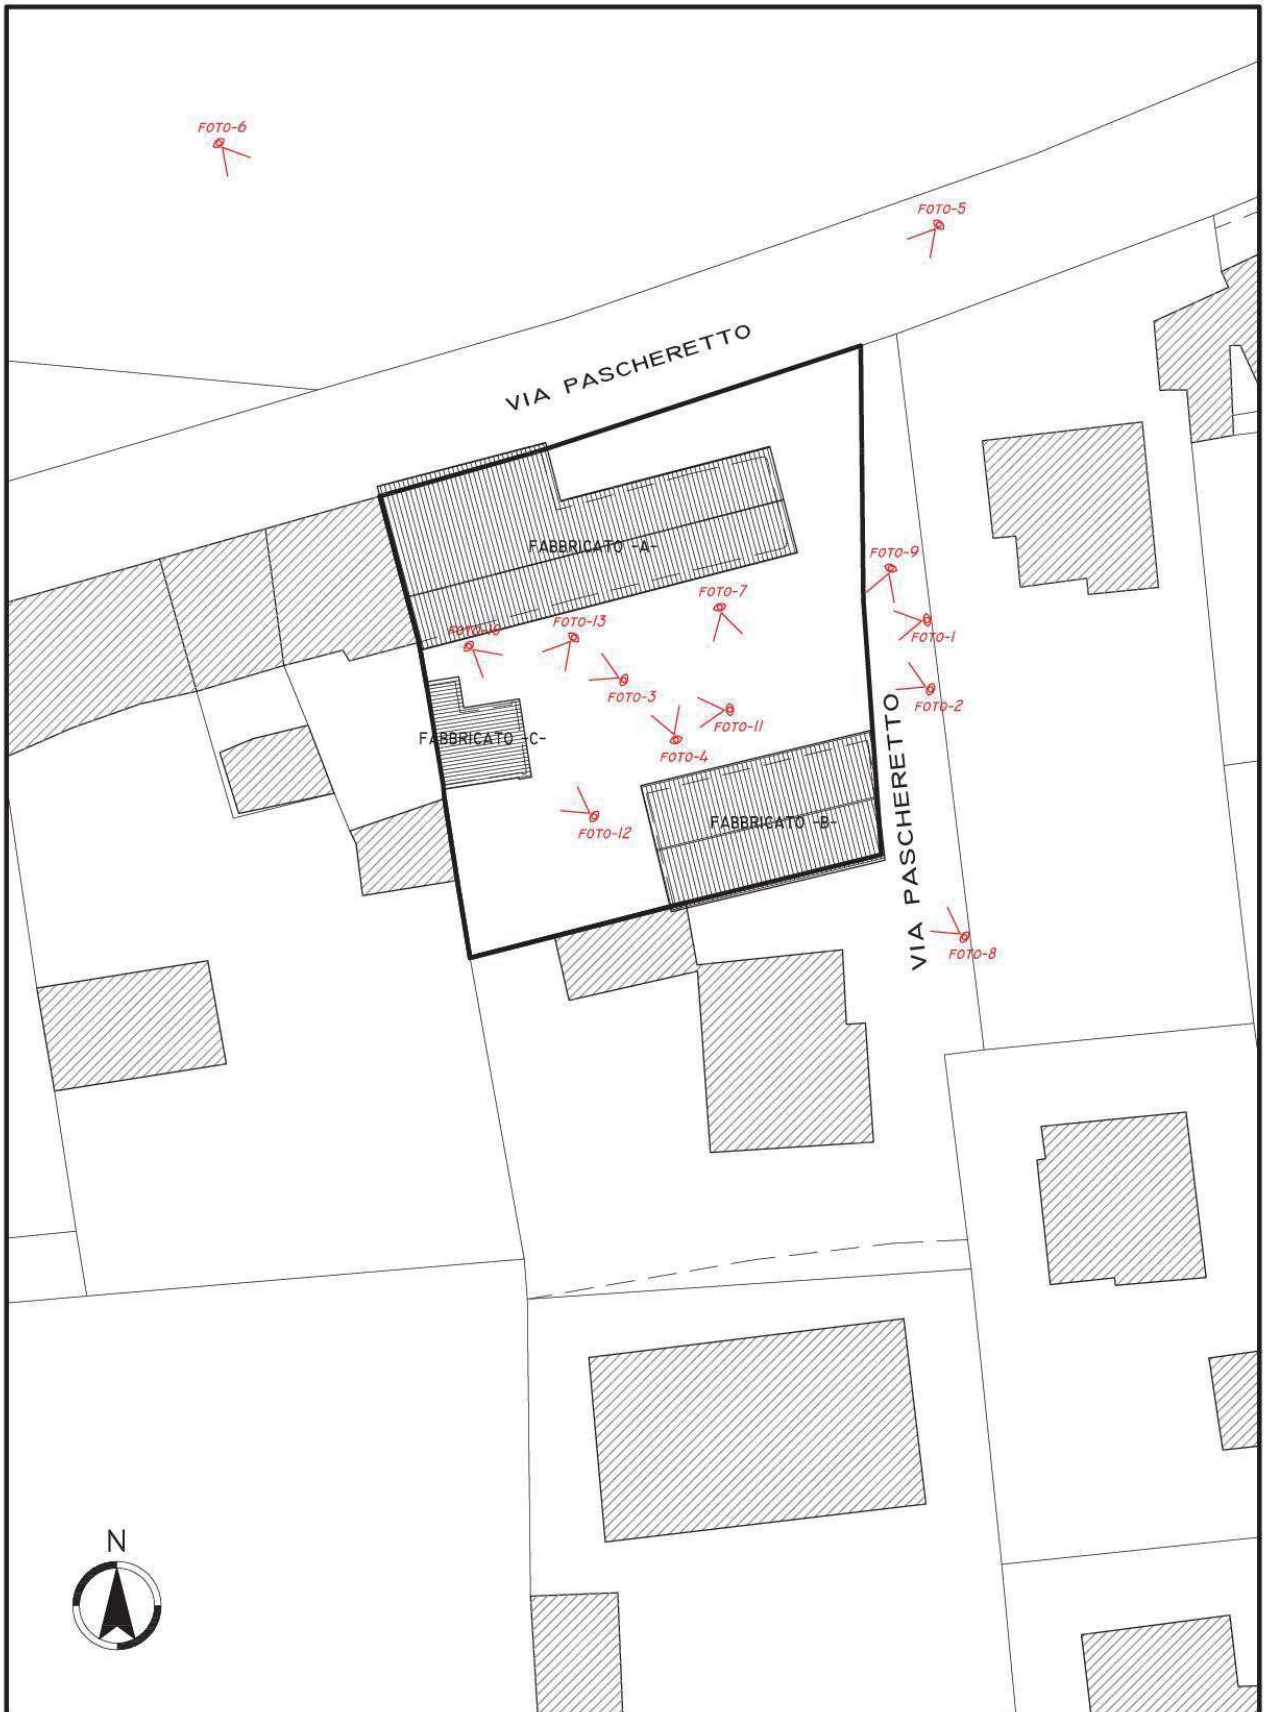 FOTO-6
FOTO-5
VIA PASCHERETTO
FABBRICATO -A-
FOTO-9
FOTO-7
FOTO-13
FOTO-10
FOTO-1
FOTO-3
FOTO-2
FOTO-11
FABBRICATO -C-
FOTO-4
FABBRICATO -B-
FOTO-12
VIA PASCHERETTO
FOTO-8
N